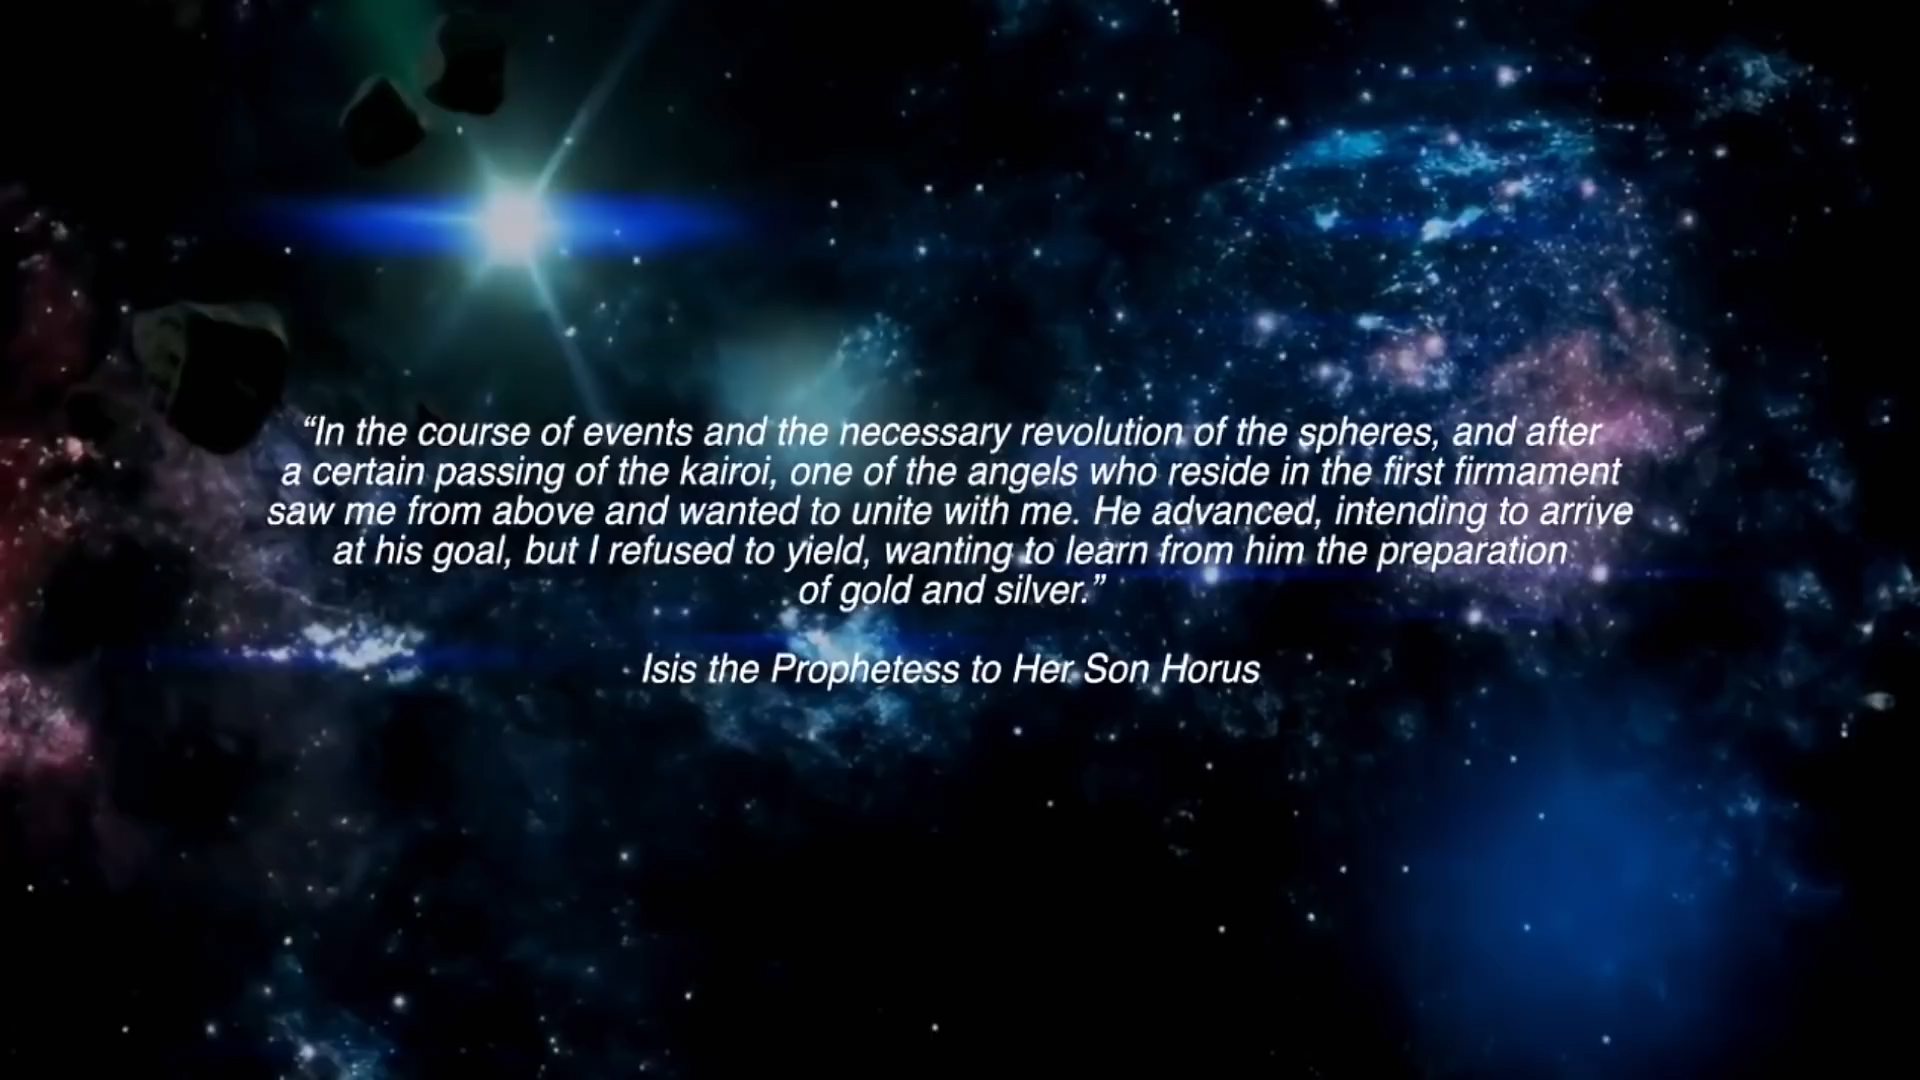 “In the course of events and the necessary revolution of the spheres, and after
a certain passing of the kairoi, one of the angels who reside in the first firmament
saw me from above and wanted to unite with me. He advanced, intending to arrive
at his goal, but I refused to yield, wanting to learn from him the preparation
of gold and silver.”
Isis the Prophetess to Her Son Horus